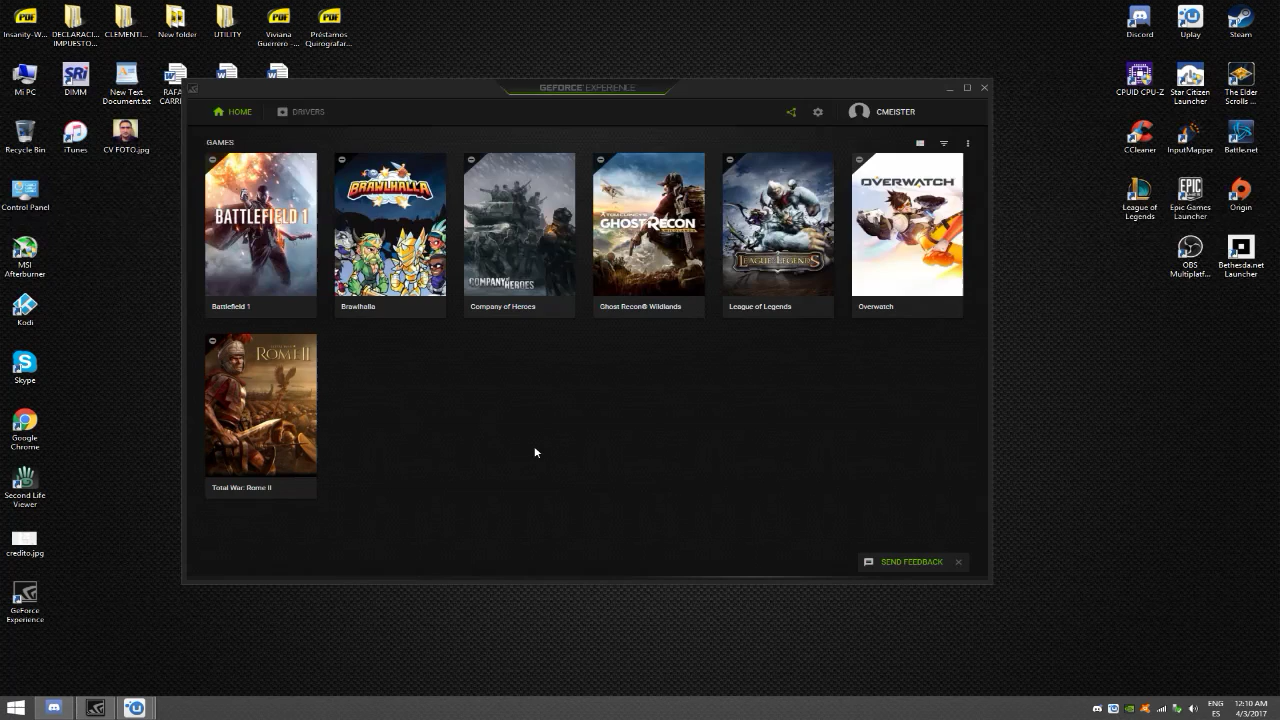 Insanity-W...
DECLARACI... IMPUESTO...
CLEMENTI...
New folder
UTILITY
Viviana Guerrero -...
Préstamos Quirografar...
Discord
Uplay
Steam
Mi PC
SRi
DIMM
New Text Document.txt
RAFA
CARRI
CPUID CPU-Z
Star Citizen Launcher
The Elder Scrolls ...
GEFORCE® EXPERIENCE
HOME
DRIVERS
CMEISTER
Recycle Bin
iTunes
CV FOTO.jpg
CCleaner
InputMapper
Battle.net
GAMES
BATTLEFIELD 1
BRAWLHALLA
COMPANY of HEROES
TOM CLANCY'S
GHOST RECON
WILDLANDS
LEAGUE of LEGENDS
OVERWATCH
Battlefield 1
Brawlhalla
Company of Heroes
Ghost Recon® Wildlands
League of Legends
Overwatch
Control Panel
League of Legends
EPIC GAMES
Epic Games Launcher
Origin
MSI Afterburner
OBS Multiplatf...
Bethesda.net Launcher
Kodi
ROME II
Total War: Rome II
Skype
Google Chrome
Second Life Viewer
credito.jpg
SEND FEEDBACK
GeForce Experience
ENG
ES
12:10 AM
4/3/2017